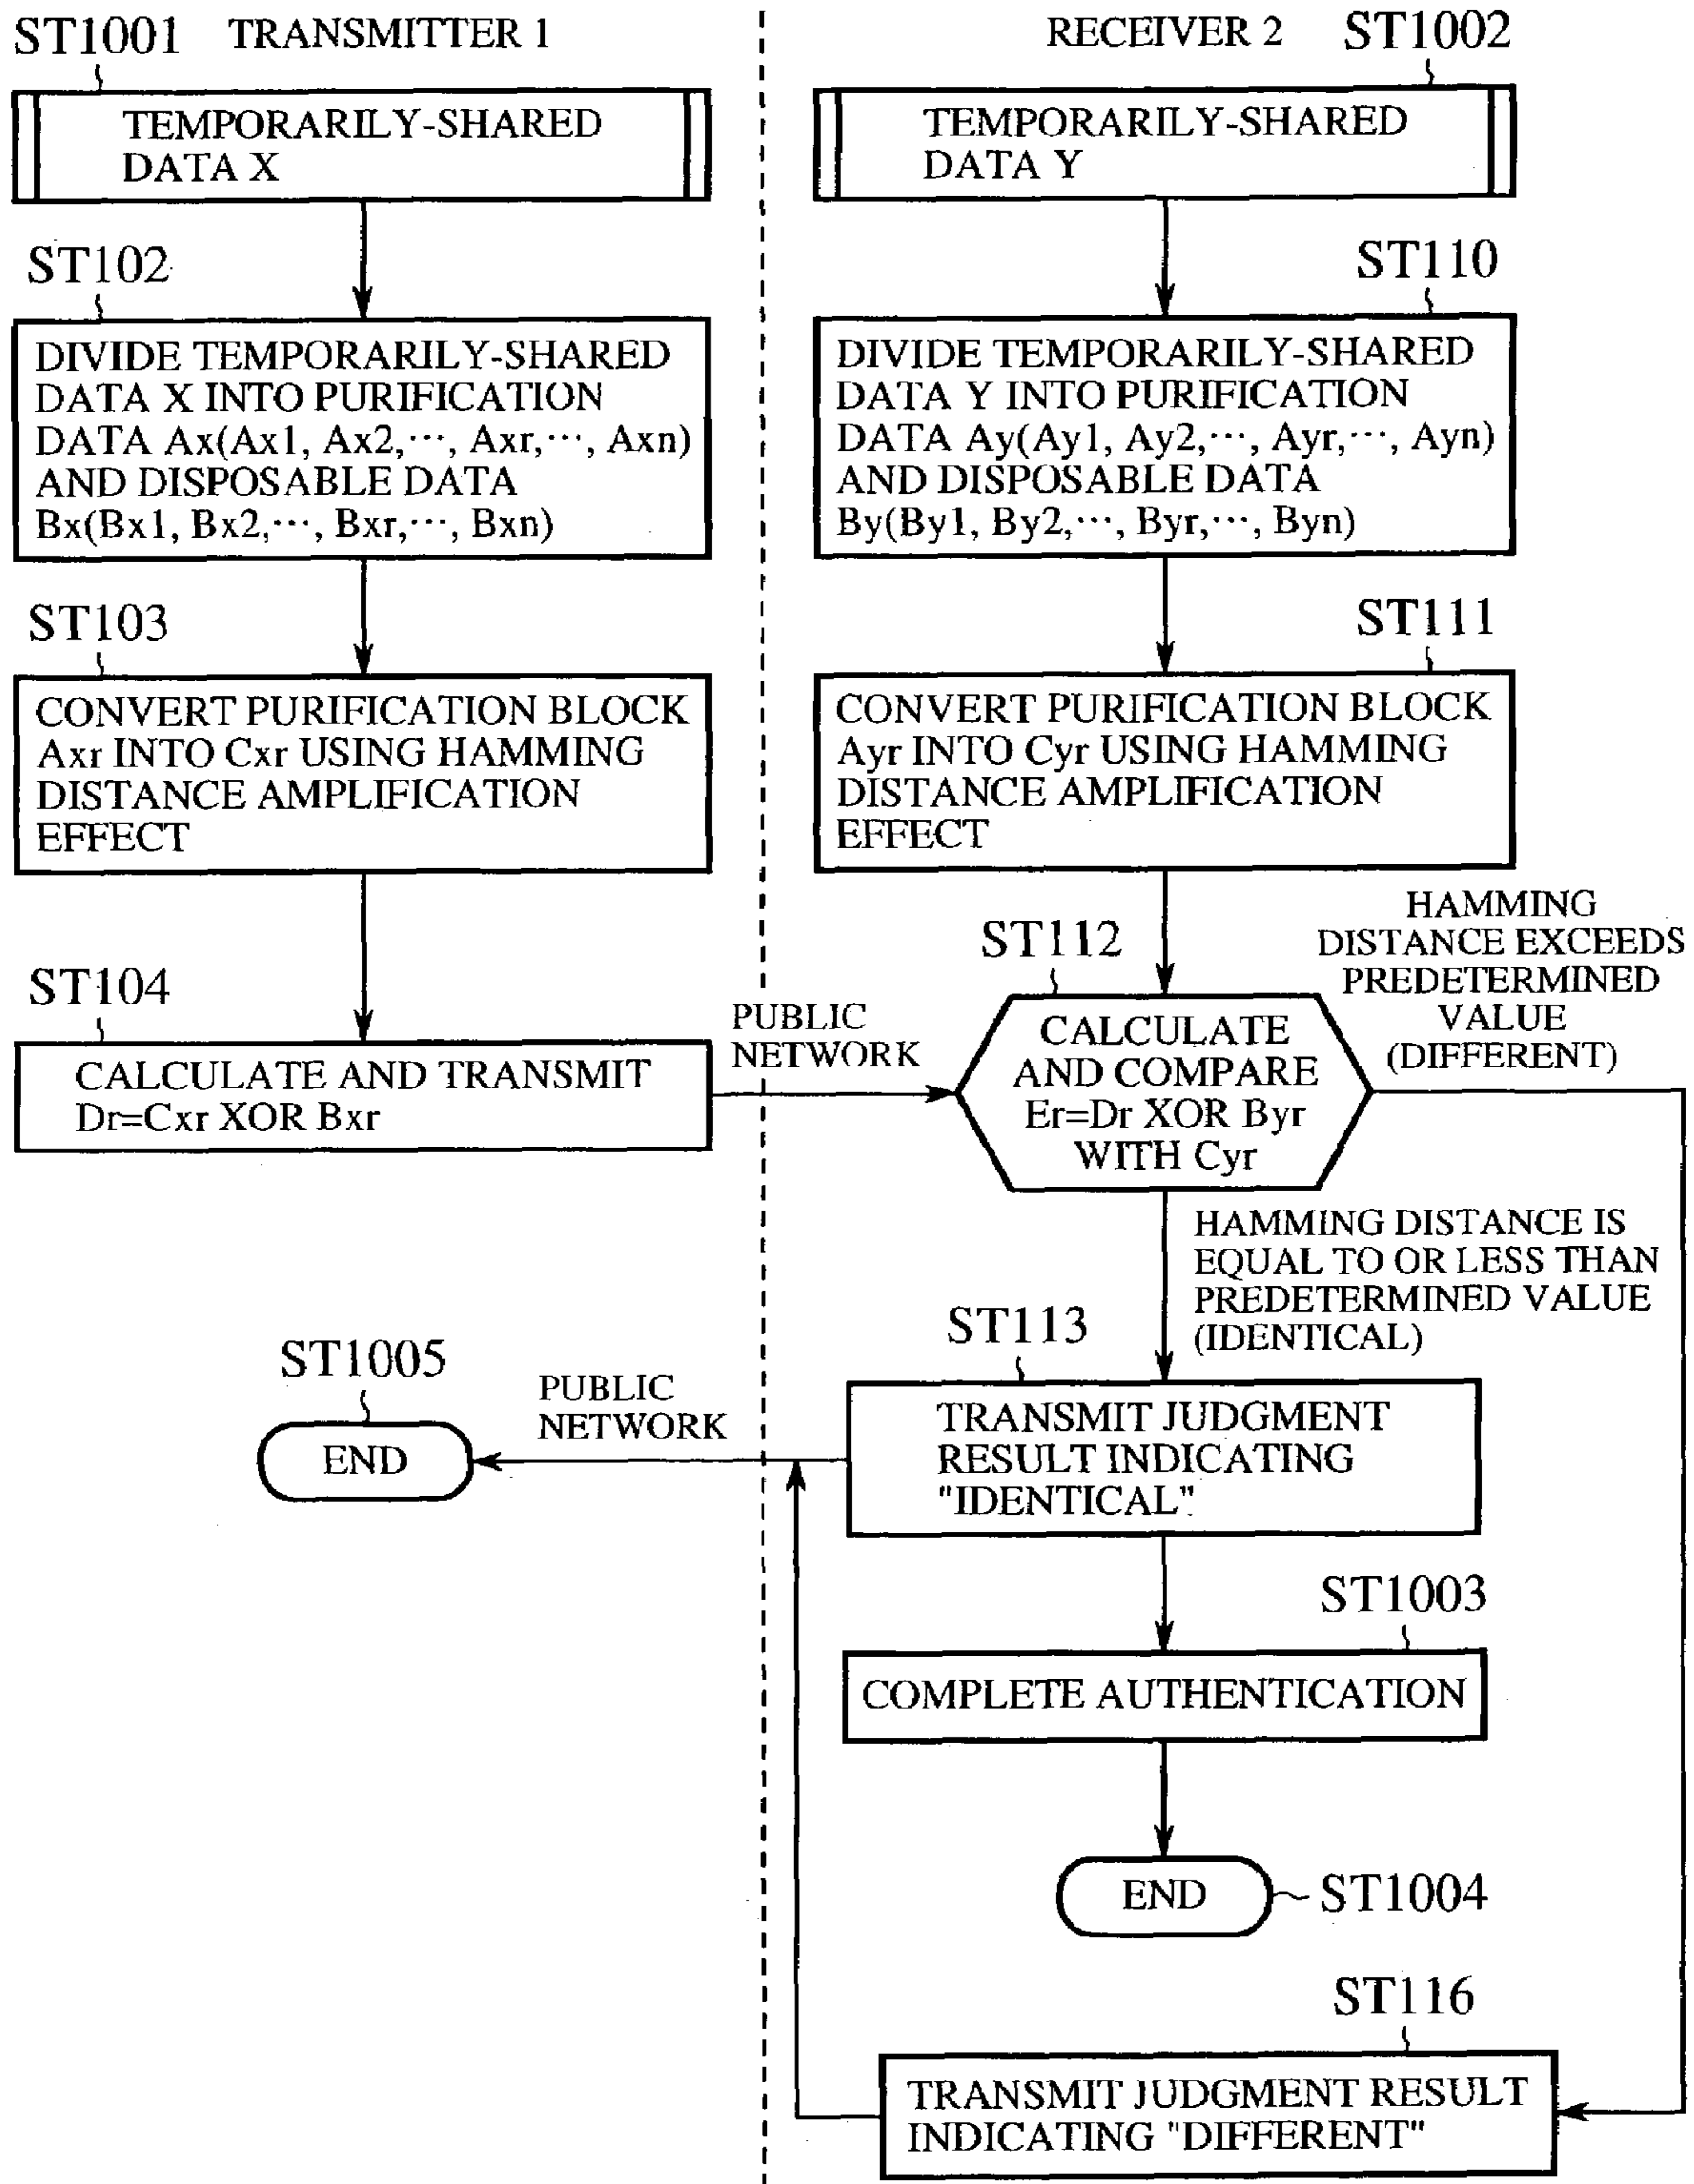 ST1001 TRANSMITTER 1
TEMPORARILY-SHARED
DATA X
ST102
DIVIDE TEMPORARILY-SHARED
DATA X INTO PURIFICATION
DATA Ax(Ax1, Ax2,⋯, Axr,⋯, Axn)
AND DISPOSABLE DATA
Bx(Bx1, Bx2,⋯, Bxr,⋯, Bxn)
ST103
CONVERT PURIFICATION BLOCK
Axr INTO Cxr USING HAMMING
DISTANCE AMPLIFICATION
EFFECT
ST104
CALCULATE AND TRANSMIT
Dr=Cxr XOR Bxr
PUBLIC
NETWORK
RECEIVER 2 ST1002
TEMPORARILY-SHARED
DATA Y
ST110
DIVIDE TEMPORARILY-SHARED
DATA Y INTO PURIFICATION
DATA Ay(Ay1, Ay2,⋯, Ayr,⋯, Ayn)
AND DISPOSABLE DATA
By(By1, By2,⋯, Byr,⋯, Byn)
ST111
CONVERT PURIFICATION BLOCK
Ayr INTO Cyr USING HAMMING
DISTANCE AMPLIFICATION
EFFECT
ST112
CALCULATE
AND COMPARE
Er=Dr XOR Byr
WITH Cyr
HAMMING
DISTANCE EXCEEDS
PREDETERMINED
VALUE
(DIFFERENT)
HAMMING DISTANCE IS
EQUAL TO OR LESS THAN
PREDETERMINED VALUE
(IDENTICAL)
ST113
TRANSMIT JUDGMENT
RESULT INDICATING
"IDENTICAL"
PUBLIC
NETWORK
ST1005
END
ST1003
COMPLETE AUTHENTICATION
END
ST1004
ST116
TRANSMIT JUDGMENT RESULT
INDICATING "DIFFERENT"